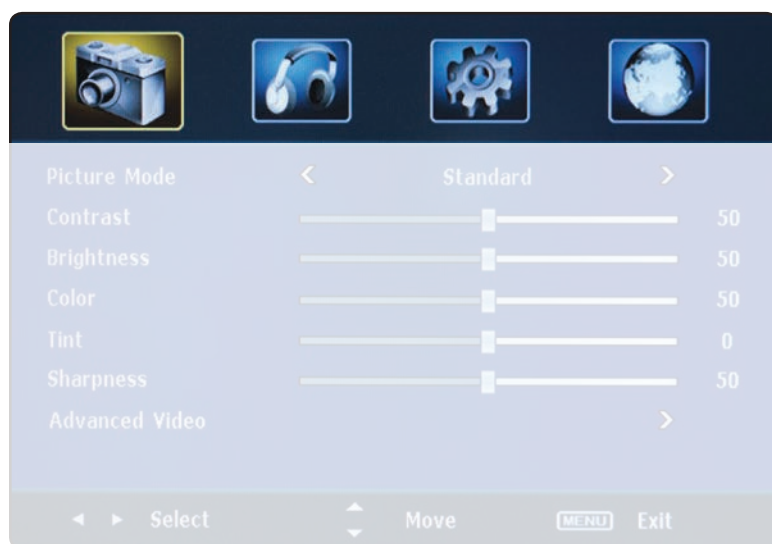 Picture Mode < Standard >
Contrast 50
Brightness 50
Color 50
Tint 0
Sharpness 50
Advanced Video >
◄ ► Select ▲▼ Move MENU Exit